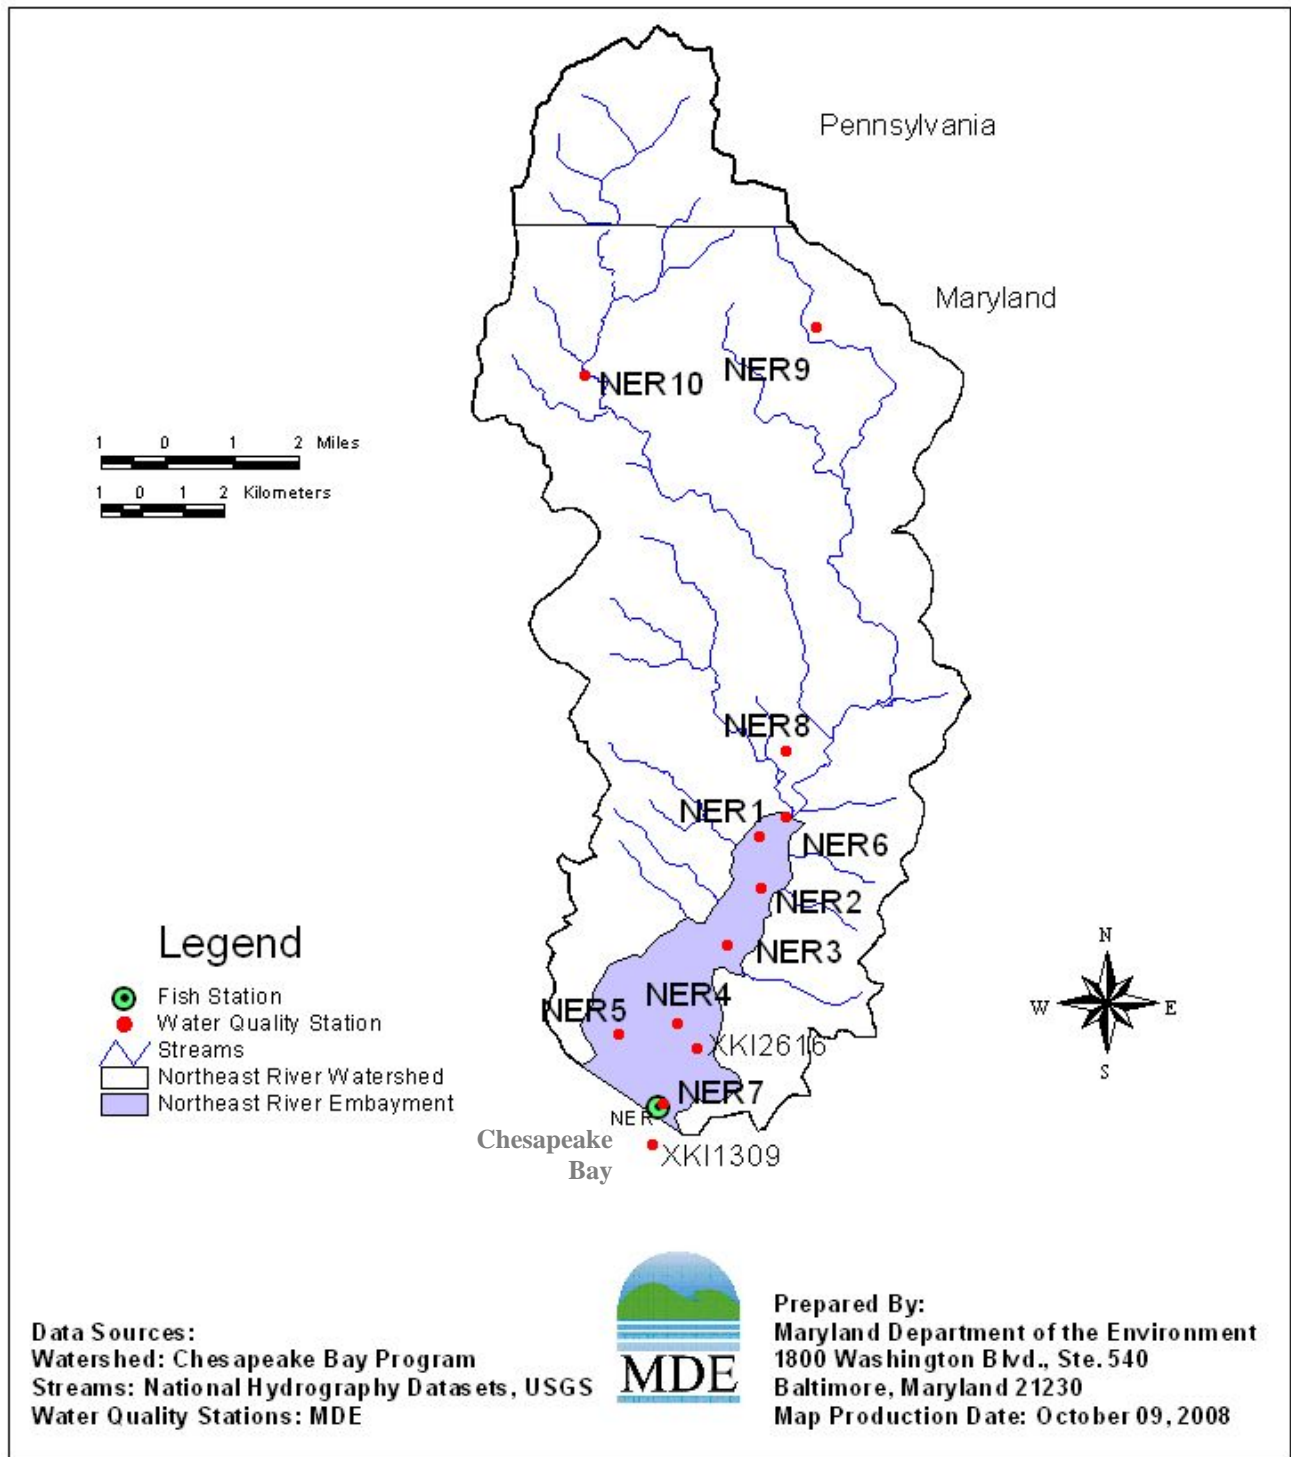 Pennsylvania
Maryland
NER9
NER10
1 0 1 2 Miles
1 0 1 2 Kilometers
NER8
NER1
NER6
NER2
NER3
NER4
NER5
XKI2616
NER7
NER
Chesapeake
Bay
XKI1309
Legend
Fish Station
Water Quality Station
Streams
Northeast River Watershed
Northeast River Embayment
N
W E
S
Data Sources:
Watershed: Chesapeake Bay Program
Streams: National Hydrography Datasets, USGS
Water Quality Stations: MDE
MDE
Prepared By:
Maryland Department of the Environment
1800 Washington Blvd., Ste. 540
Baltimore, Maryland 21230
Map Production Date: October 09, 2008